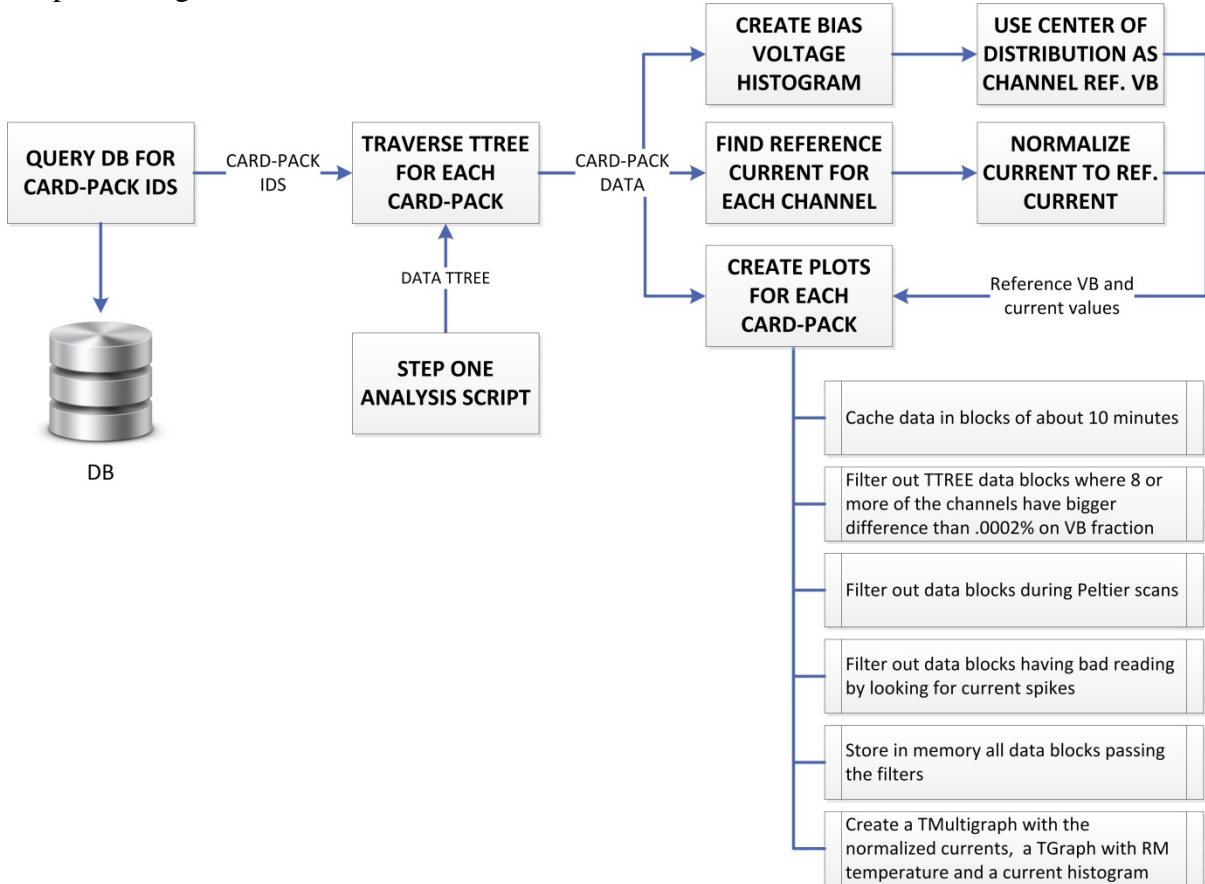 CREATE BIAS
VOLTAGE
HISTOGRAM
USE CENTER OF
DISTRIBUTION AS
CHANNEL REF. VB
QUERY DB FOR
CARD-PACK IDS
CARD-PACK
IDS
TRAVERSE TTREE
FOR EACH
CARD-PACK
CARD-PACK
DATA
FIND REFERENCE
CURRENT FOR
EACH CHANNEL
NORMALIZE
CURRENT TO REF.
CURRENT
DATA TTREE
CREATE PLOTS
FOR EACH
CARD-PACK
Reference VB and
current values
STEP ONE
ANALYSIS SCRIPT
DB
Cache data in blocks of about 10 minutes
Filter out TTREE data blocks where 8 or
more of the channels have bigger
difference than .0002% on VB fraction
Filter out data blocks during Peltier scans
Filter out data blocks having bad reading
by looking for current spikes
Store in memory all data blocks passing
the filters
Create a TMultigraph with the
normalized currents, a TGraph with RM
temperature and a current histogram